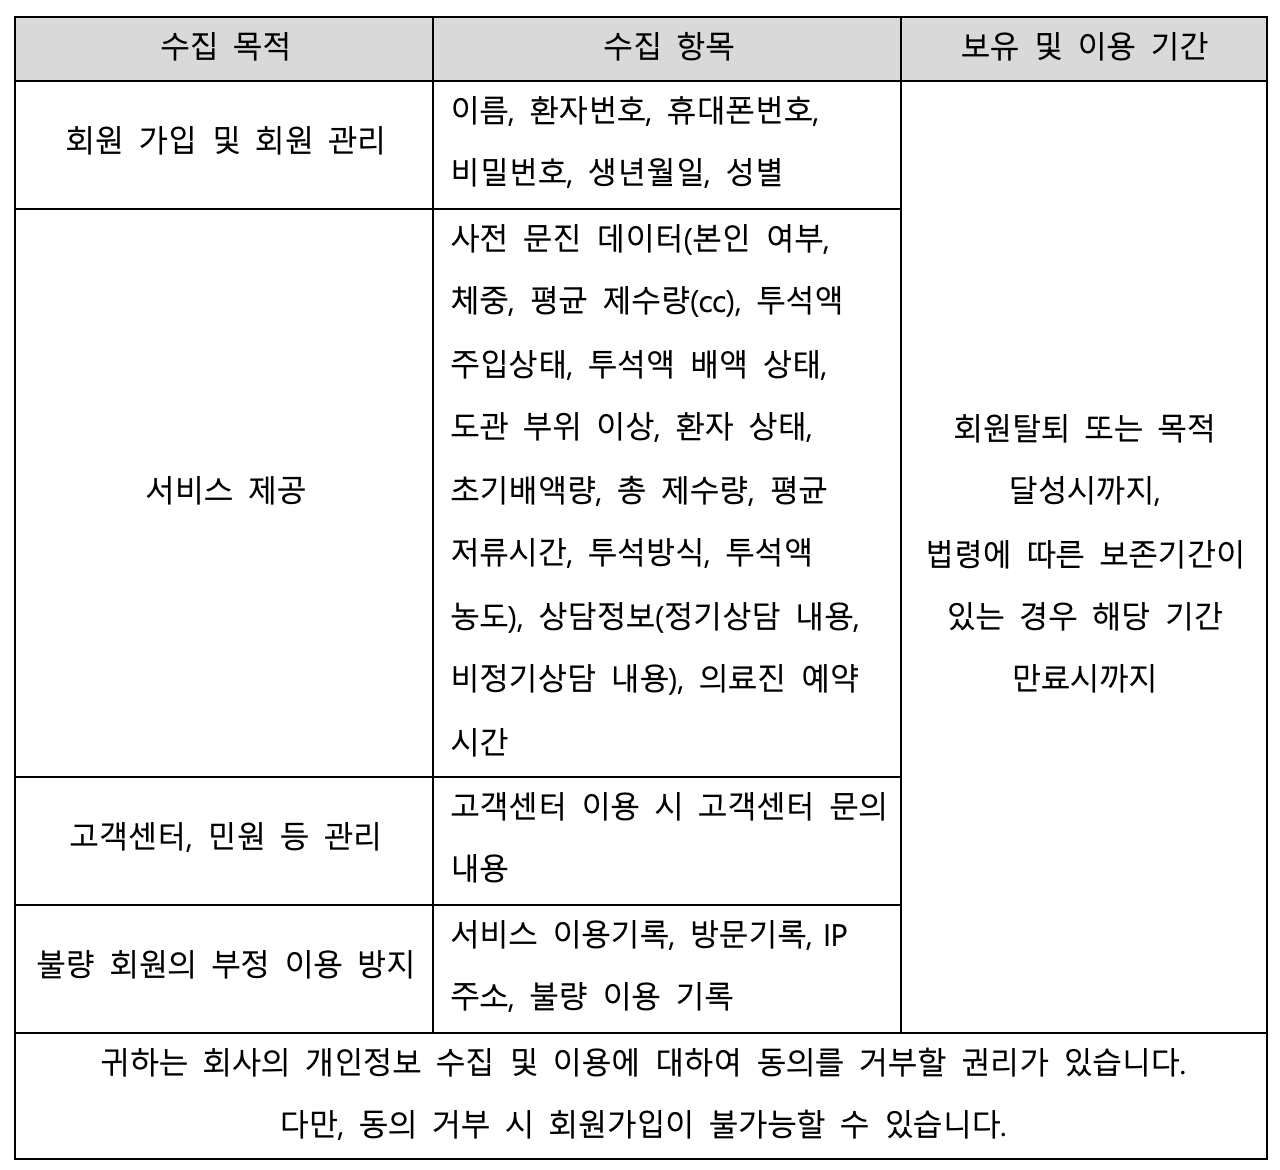 수집 목적
수집 항목
보유 및 이용 기간
회원 가입 및 회원 관리
이름, 환자번호, 휴대폰번호,
비밀번호, 생년월일, 성별
서비스 제공
사전 문진 데이터(본인 여부,
체중, 평균 제수량(cc), 투석액
주입상태, 투석액 배액 상태,
도관 부위 이상, 환자 상태,
초기배액량, 총 제수량, 평균
저류시간, 투석방식, 투석액
농도), 상담정보(정기상담 내용,
비정기상담 내용), 의료진 예약
시간
고객센터, 민원 등 관리
고객센터 이용 시 고객센터 문의
내용
불량 회원의 부정 이용 방지
서비스 이용기록, 방문기록, IP
주소, 불량 이용 기록
회원탈퇴 또는 목적
달성시까지,
법령에 따른 보존기간이
있는 경우 해당 기간
만료시까지
귀하는 회사의 개인정보 수집 및 이용에 대하여 동의를 거부할 권리가 있습니다.
다만, 동의 거부 시 회원가입이 불가능할 수 있습니다.